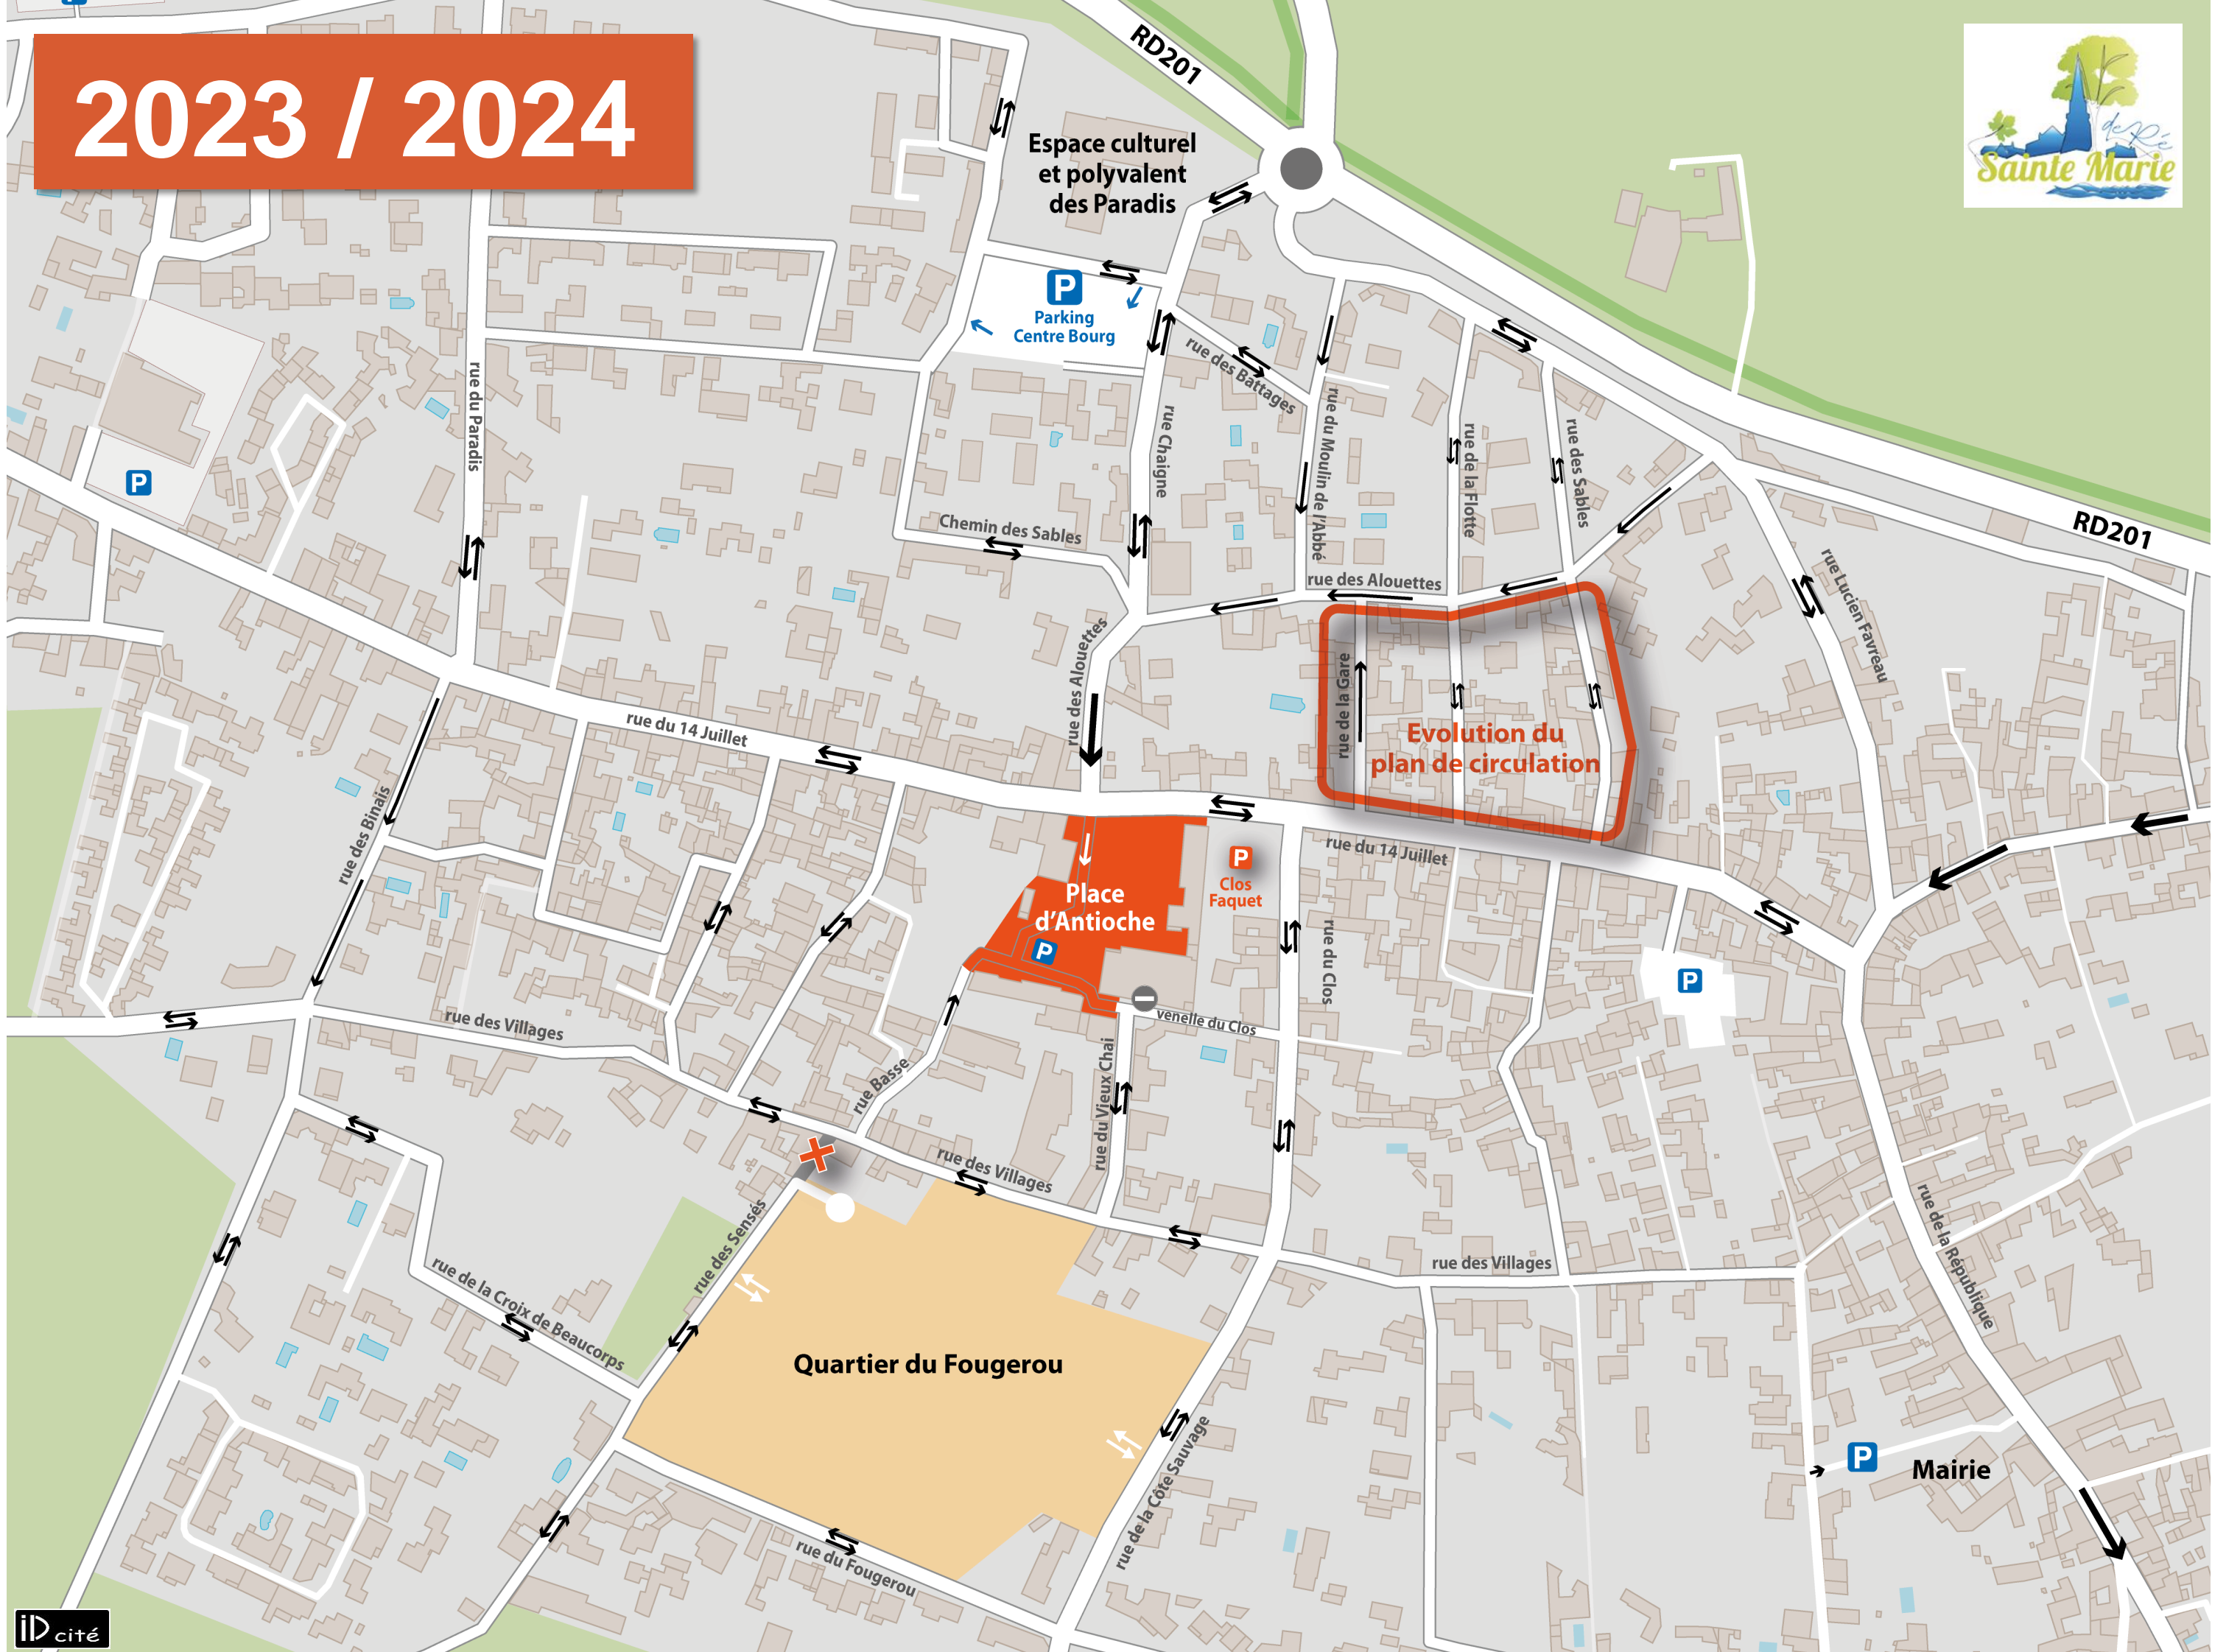 2023 / 2024
RD201
de Ré
Sainte Marie
Espace culturel
et polyvalent
des Paradis
P
Parking
Centre Bourg
rue des Battages
rue du Paradis
rue Chaigne
rue du Moulin de l'Abbé
rue de la Flotte
rue des Sables
P
Chemin des Sables
RD201
rue des Alouettes
rue Lucien Favreau
rue des Alouettes
rue de la Gare
Evolution du
plan de circulation
rue du 14 Juillet
rue des Binais
rue du 14 Juillet
P
Clos
Faquet
Place
d'Antioche
P
rue du Clos
P
venelle du Clos
rue des Villages
rue Basse
rue du Vieux Chai
rue des Villages
rue des Sensés
rue de la République
rue des Villages
rue de la Croix de Beaucorps
Quartier du Fougerou
rue de la Côte Sauvage
P
Mairie
rue du Fougerou
iD cité